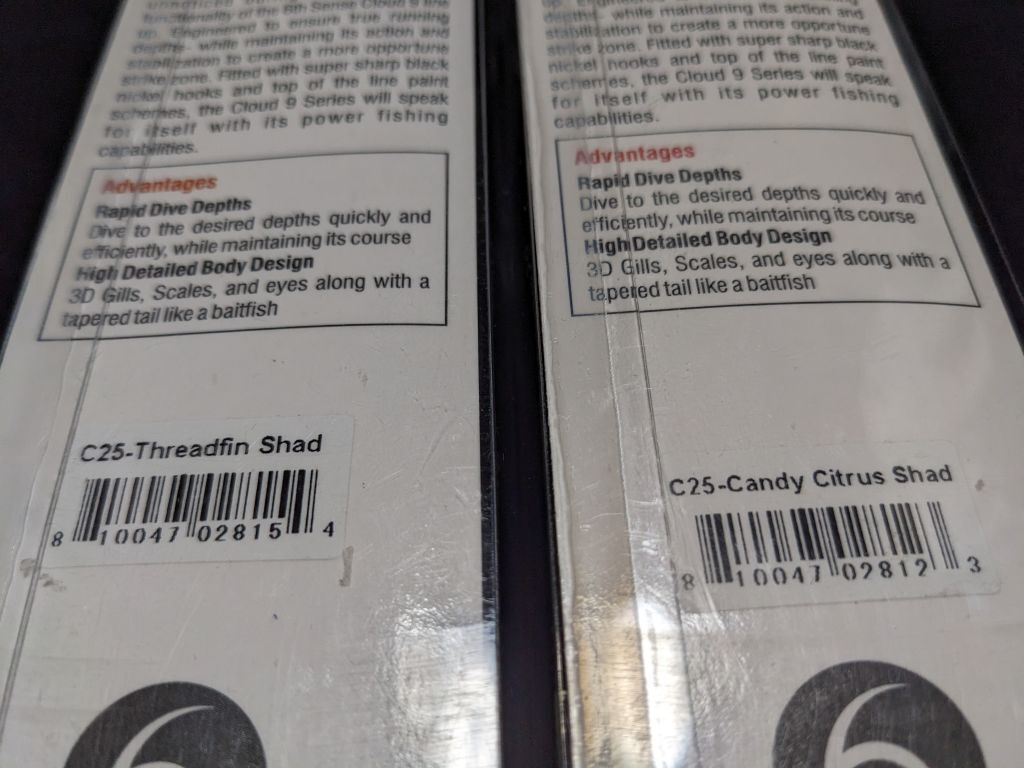 functionality of the 6th Sense Cloud 9 line
up. Engineered to ensure true running
depths- while maintaining its action and
stabilization to create a more opportune
strike zone. Fitted with super sharp black
nickel hooks and top of the line paint
schemes, the Cloud 9 Series will speak
for itself with its power fishing
capabilities.
Advantages
Rapid Dive Depths
Dive to the desired depths quickly and
efficiently, while maintaining its course
High Detailed Body Design
3D Gills, Scales, and eyes along with a
tapered tail like a baitfish
C25-Threadfin Shad
8 10047 02815 4
depths- while maintaining its action and
stabilization to create a more opportune
strike zone. Fitted with super sharp black
nickel hooks and top of the line paint
schemes, the Cloud 9 Series will speak
for itself with its power fishing
capabilities.
Advantages
Rapid Dive Depths
Dive to the desired depths quickly and
efficiently, while maintaining its course
High Detailed Body Design
3D Gills, Scales, and eyes along with a
tapered tail like a baitfish
C25-Candy Citrus Shad
8 10047 02812 3